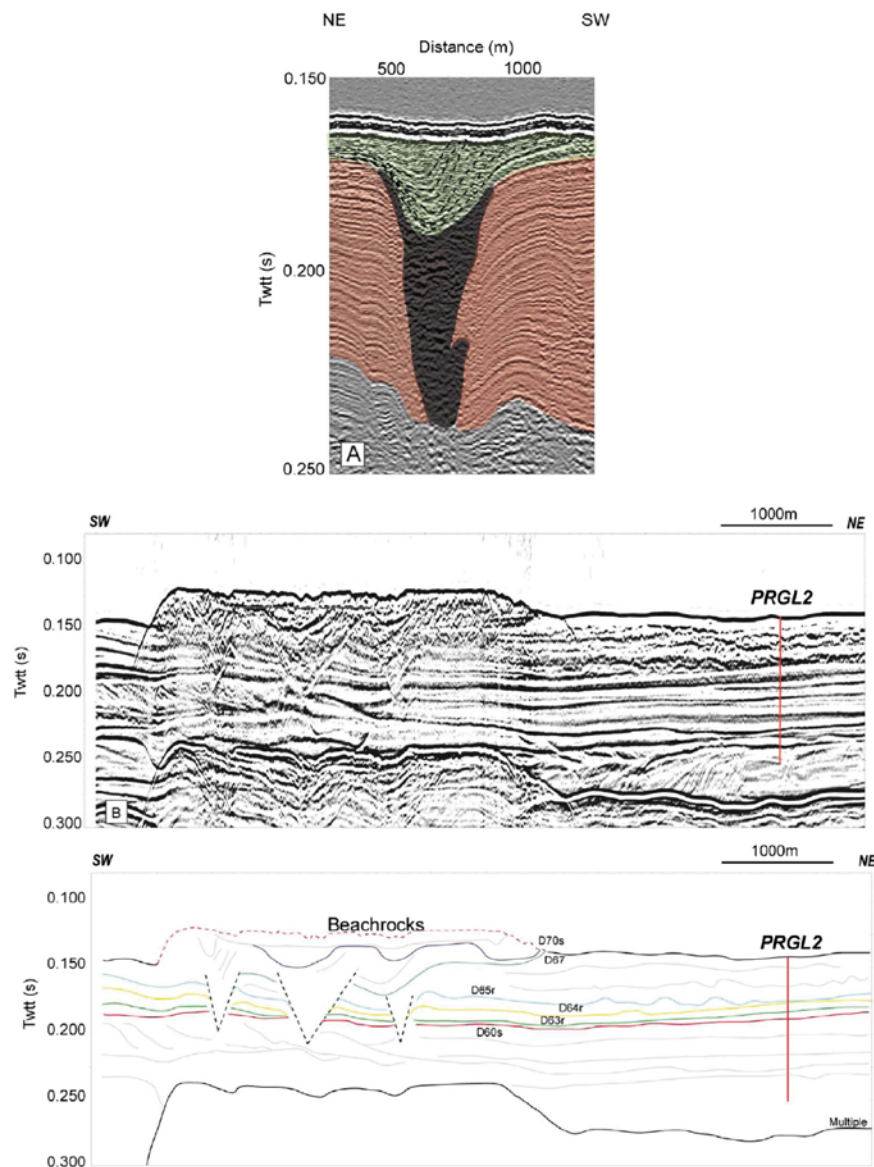 NE SW
Distance (m)
500 1000
0.150
0.200
0.250
Twtt (s)
A
SW 1000m NE
0.100
0.150
0.200
0.250
0.300
Twtt (s)
PRGL2
B
SW 1000m NE
0.100
0.150
0.200
0.250
0.300
Twtt (s)
Beachrocks
D70s
D67
PRGL2
D65r
D64r
D63r
D60s
Multiple